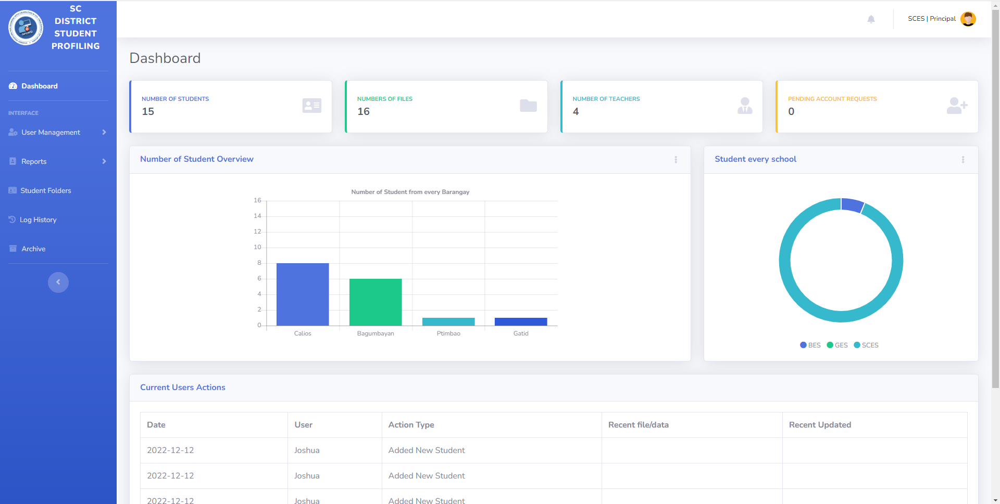 SC
DISTRICT
STUDENT
PROFILING
SCES | Principal
Dashboard
INTERFACE
User Management
Reports
Student Folders
Log History
Archive
Dashboard
NUMBER OF STUDENTS
15
NUMBERS OF FILES
16
NUMBER OF TEACHERS
4
PENDING ACCOUNT REQUESTS
0
Number of Student Overview
Number of Student from every Barangay
16
14
12
10
8
6
4
2
0
Calios Bagumbayan Ptimbao Gatid
Student every school
BES GES SCES
Current Users Actions
Date User Action Type Recent file/data Recent Updated
2022-12-12 Joshua Added New Student
2022-12-12 Joshua Added New Student
2022-12-12 Joshua Added New Student